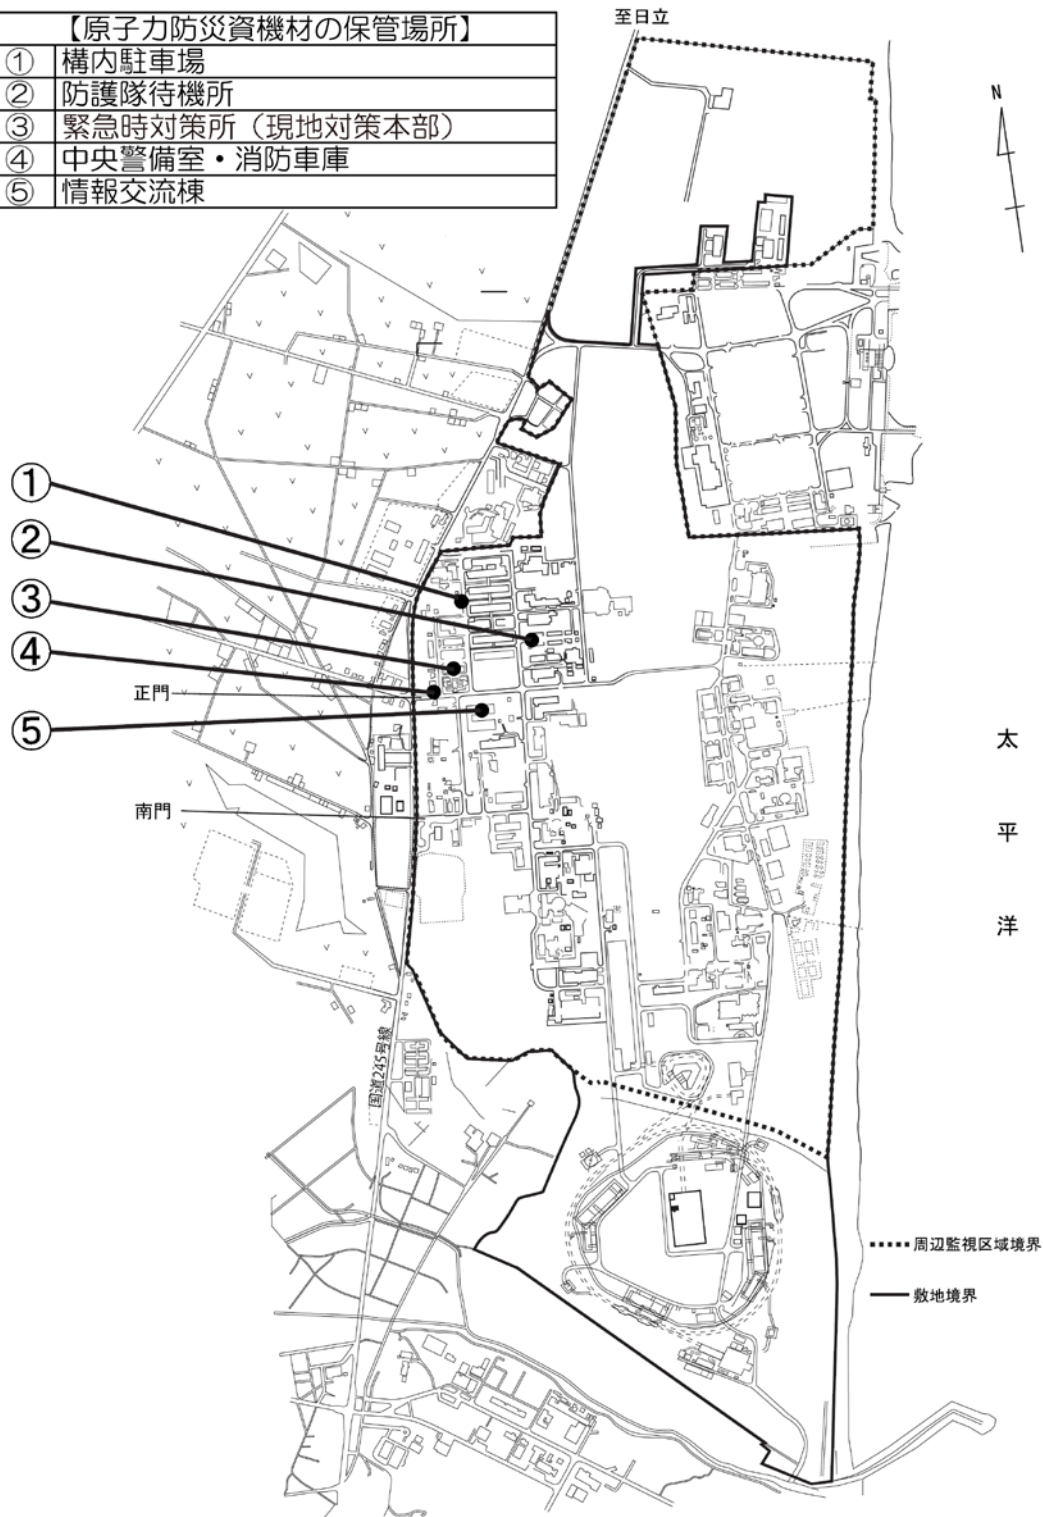 【原子力防災資機材の保管場所】
① 構内駐車場
② 防護隊待機所
③ 緊急時対策所（現地対策本部）
④ 中央警備室・消防車庫
⑤ 情報交流棟
至日立
N
①
②
③
④
正門
⑤
南門
太平洋
国道245号線
周辺監視区域境界
敷地境界